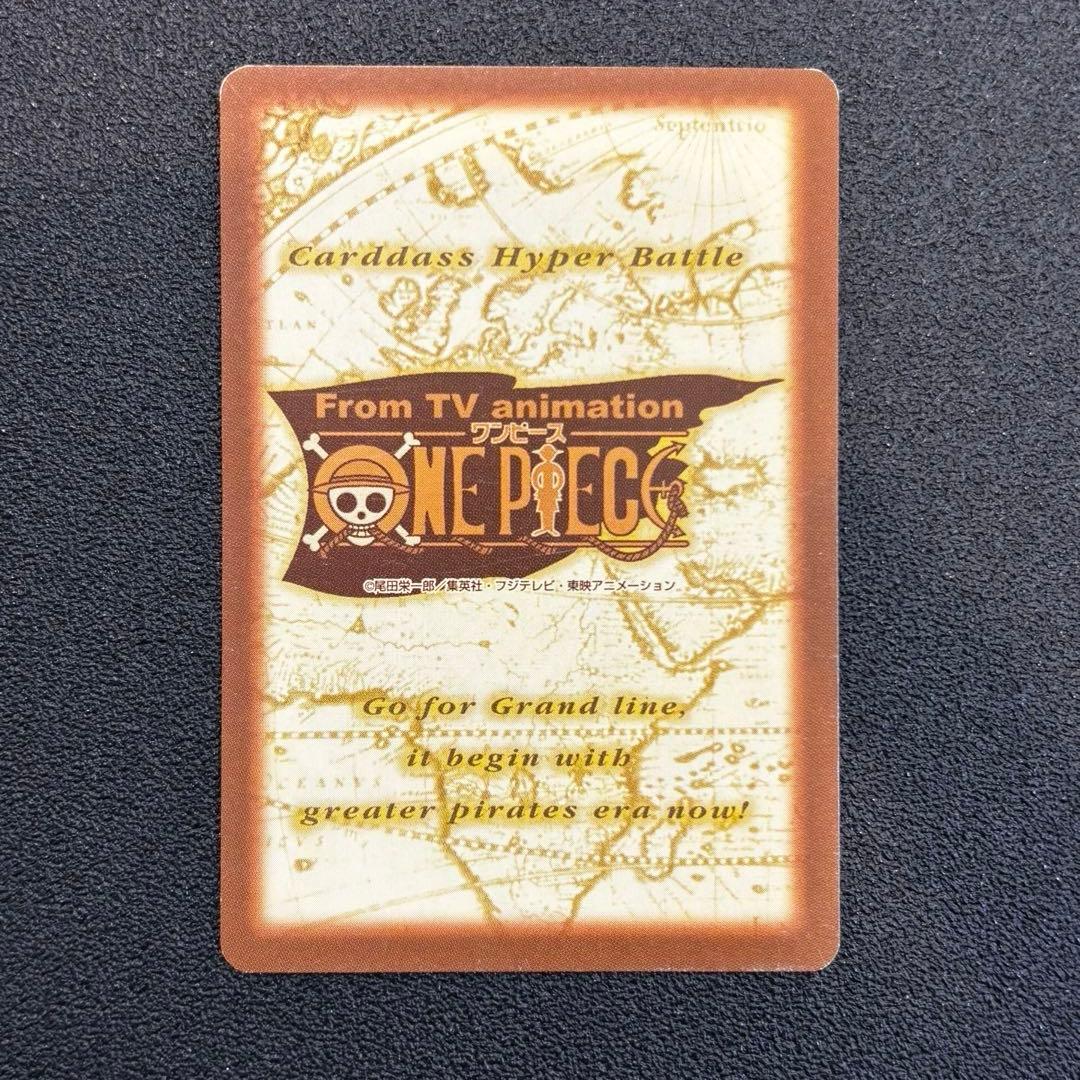 Septentrio
Carddass Hyper Battle
TLAN
From TV animation
ワンピース
ONE PIECE
©尾田栄一郎/集英社・フジテレビ・東映アニメーション
Go for Grand line,
it begin with
greater pirates era now!